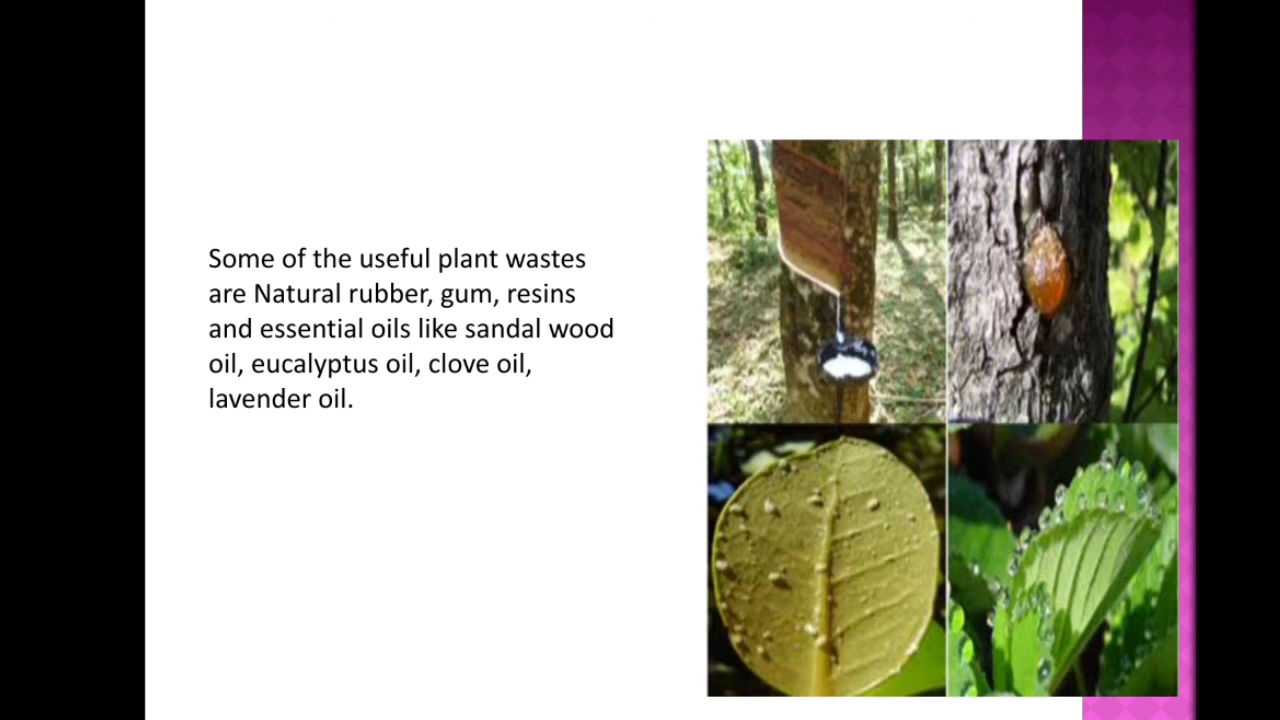 Some of the useful plant wastes
are Natural rubber, gum, resins
and essential oils like sandal wood
oil, eucalyptus oil, clove oil,
lavender oil.